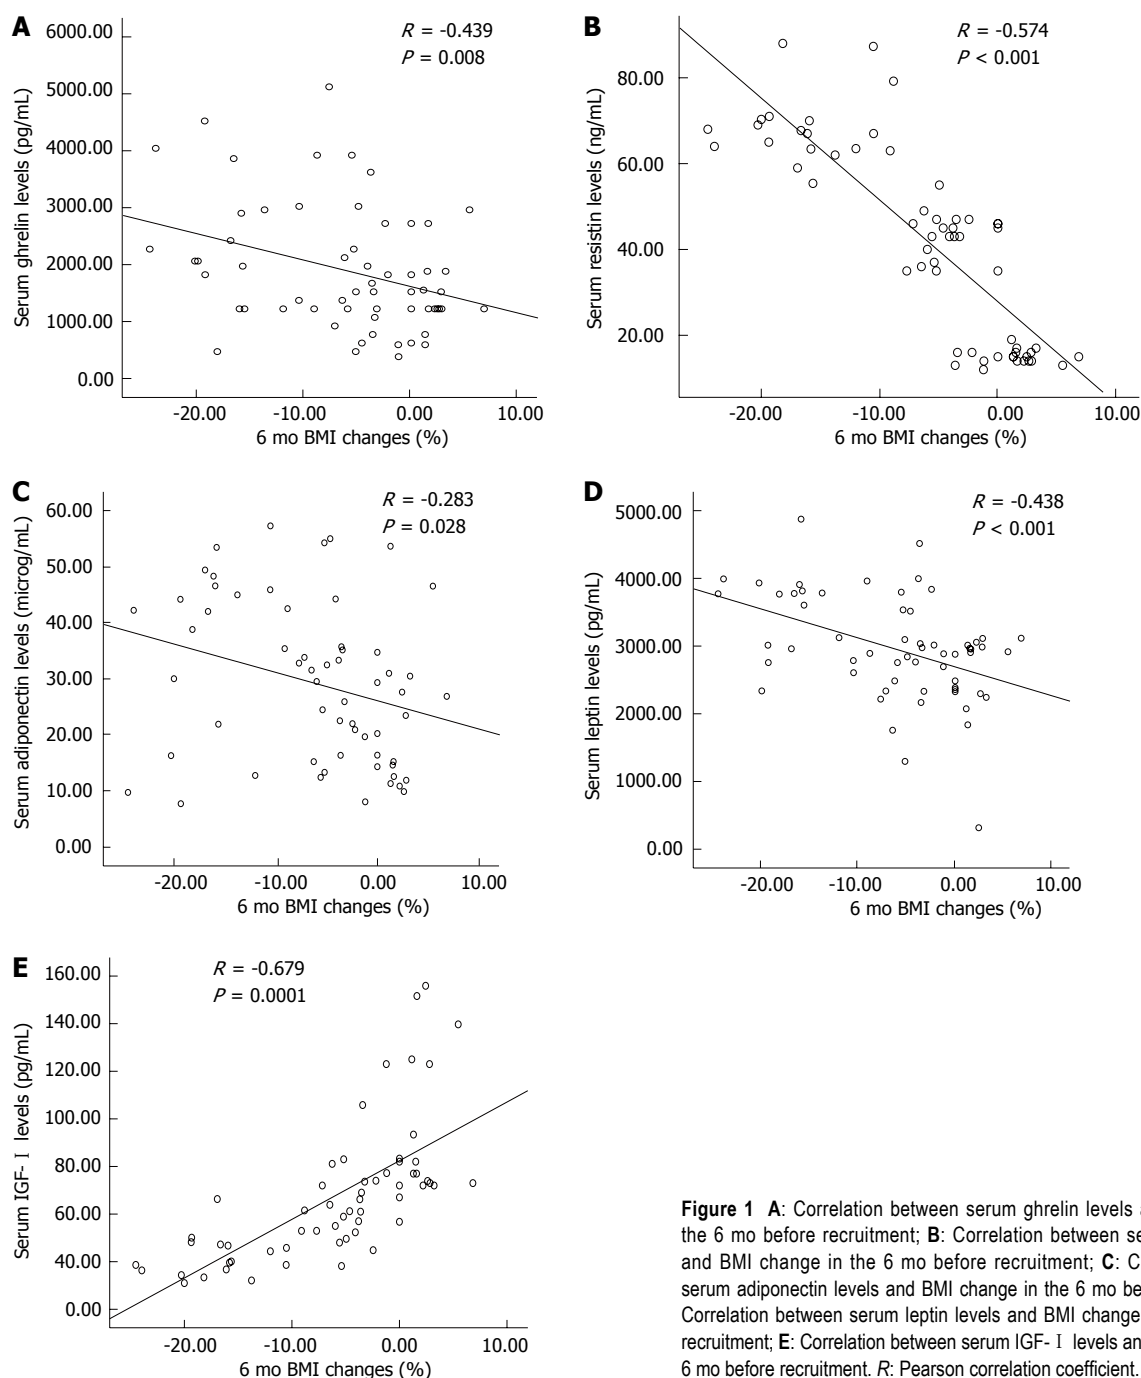 A
R = -0.439
P = 0.008
6000.00
5000.00
4000.00
3000.00
2000.00
1000.00
0.00
Serum ghrelin levels (pg/mL)
-20.00 -10.00 0.00 10.00
6 mo BMI changes (%)
B
R = -0.574
P < 0.001
80.00
60.00
40.00
20.00
Serum resistin levels (ng/mL)
-20.00 -10.00 0.00 10.00
6 mo BMI changes (%)
C
R = -0.283
P = 0.028
60.00
50.00
40.00
30.00
20.00
10.00
0.00
Serum adiponectin levels (microg/mL)
-20.00 -10.00 0.00 10.00
6 mo BMI changes (%)
D
R = -0.438
P < 0.001
5000.00
4000.00
3000.00
2000.00
1000.00
0.00
Serum leptin levels (pg/mL)
-20.00 -10.00 0.00 10.00
6 mo BMI changes (%)
E
R = -0.679
P = 0.0001
160.00
140.00
120.00
100.00
80.00
60.00
40.00
0.00
Serum IGF-I levels (pg/mL)
-20.00 -10.00 0.00 10.00
6 mo BMI changes (%)
Figure 1 A: Correlation between serum ghrelin levels
the 6 mo before recruitment; B: Correlation between
and BMI change in the 6 mo before recruitment; C:
serum adiponectin levels and BMI change in the 6 mo
Correlation between serum leptin levels and BMI change
recruitment; E: Correlation between serum IGF-I levels
6 mo before recruitment. R: Pearson correlation coefficient.